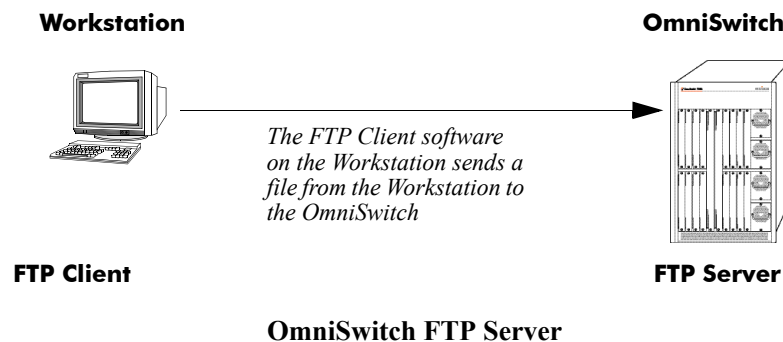 Workstation
OmniSwitch
The FTP Client software
on the Workstation sends a
file from the Workstation to
the OmniSwitch
FTP Client
FTP Server
OmniSwitch FTP Server